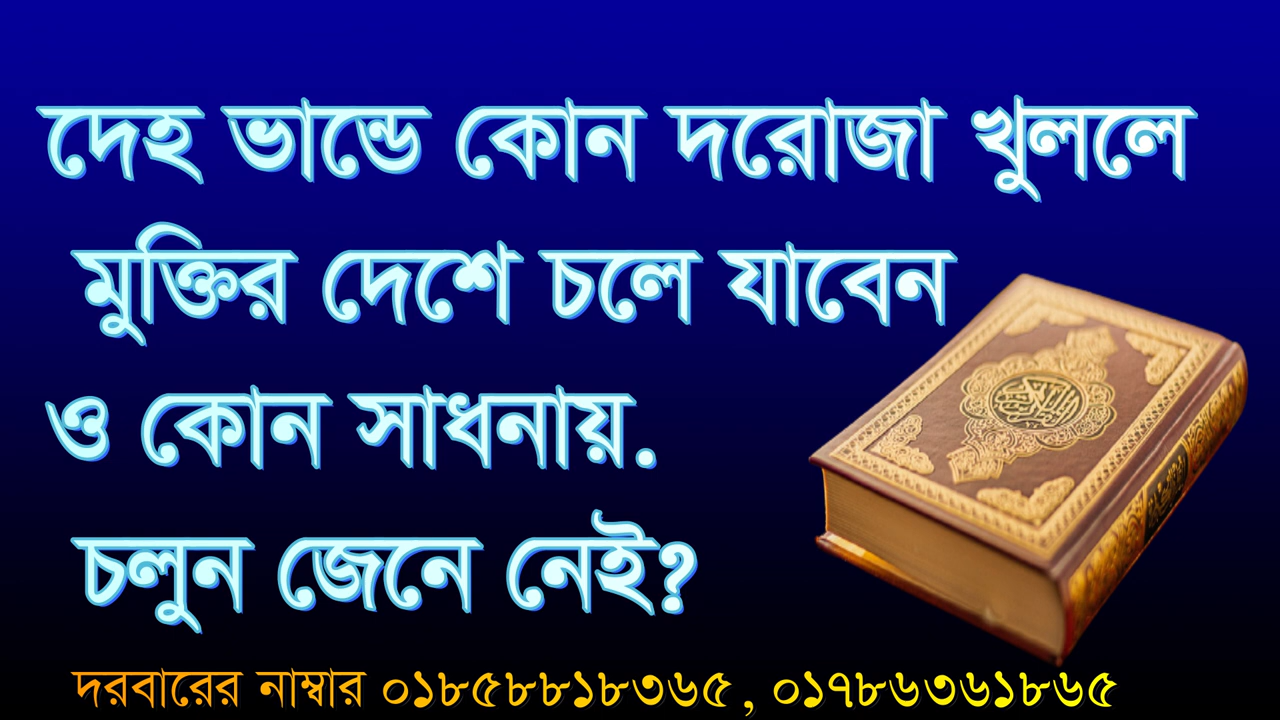 দেহ ভান্ডে কোন দরোজা খুললে
মুক্তির দেশে চলে যাবেন
ও কোন সাধনায়.
চলুন জেনে নেই?
দরবারের নাম্বার ০১৮৫৮৮১৮৩৬৫, ০১৭৮৬৩৬১৮৬৫